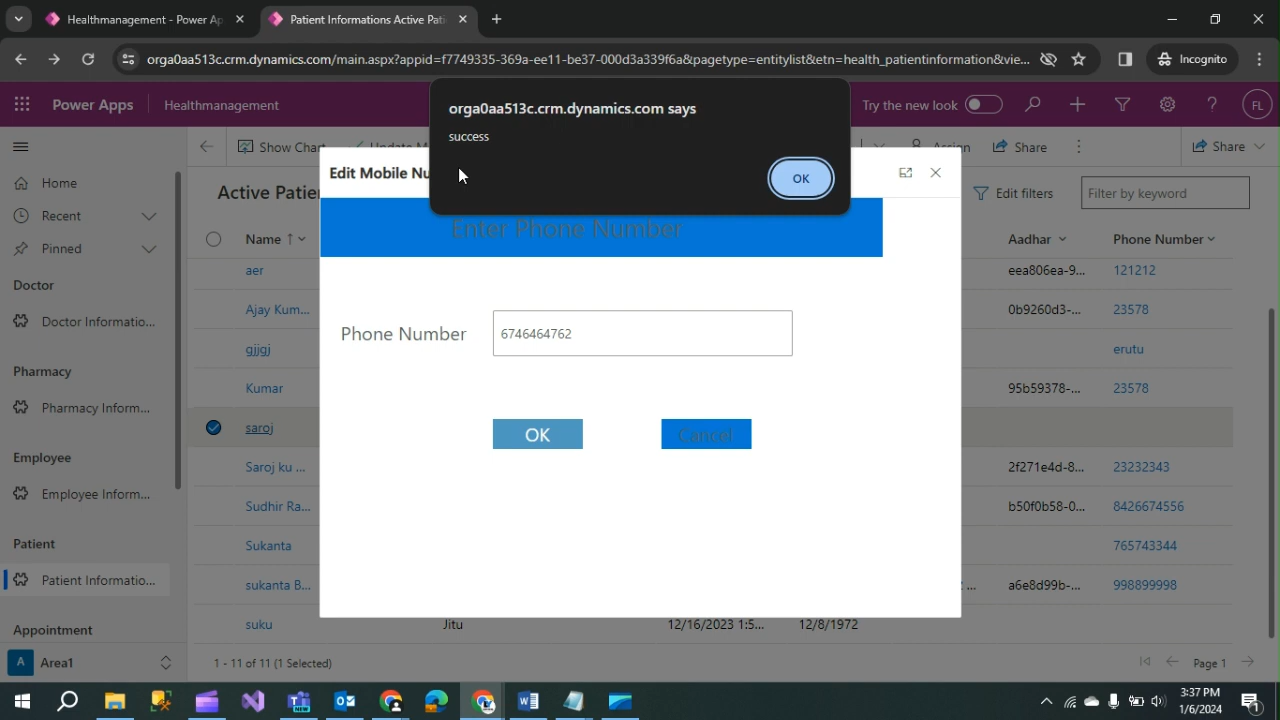 Healthmanagement - Power Ap
Patient Informations Active Pati
orga0aa513c.crm.dynamics.com/main.aspx?appid=f7749335-369a-ee11-be37-000d3a339f6a&pagetype=entitylist&etn=health_patientinformation&vie...
Incognito
Power Apps
Healthmanagement
Try the new look
FL
orga0aa513c.crm.dynamics.com says
success
OK
Show Chart
Update M
Assign
Share
Share
Home
Recent
Pinned
Doctor
Doctor Informatio...
Pharmacy
Pharmacy Inform...
Employee
Employee Inform...
Patient
Patient Informatio...
Appointment
A
Area1
Active Patie
Edit filters
Filter by keyword
Name
Aadhar
Phone Number
aer
eea806ea-9...
121212
Ajay Kum...
0b9260d3-...
23578
gjjgj
erutu
Kumar
95b59378-...
23578
saroj
Saroj ku ...
2f271e4d-8...
23232343
Sudhir Ra...
b50f0b58-0...
8426674556
Sukanta
765743344
sukanta B...
a6e8d99b-...
998899998
suku
Jitu
12/16/2023 1:5...
12/8/1972
1 - 11 of 11 (1 Selected)
Page 1
Edit Mobile Nu
Enter Phone Number
Phone Number
6746464762
OK
Cancel
NEW
3:37 PM
1/6/2024
1